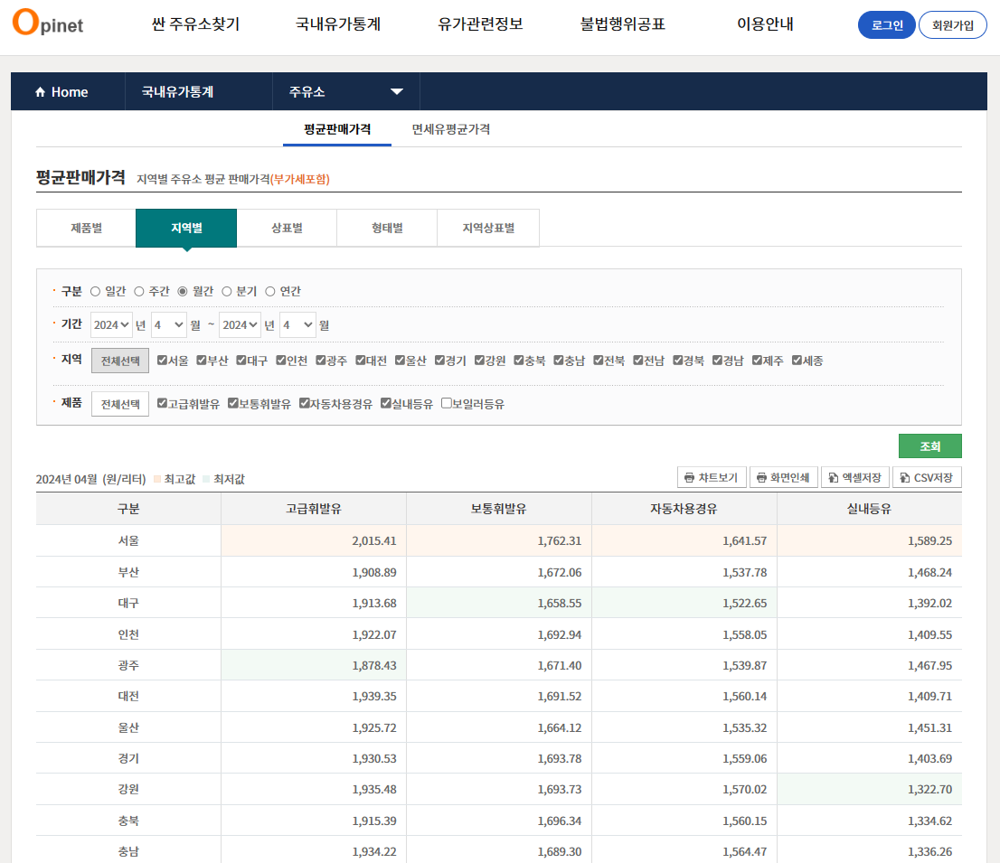 Opinet 싼 주유소찾기 국내유가통계 유가관련정보 불법행위공표 이용안내 로그인 회원가입
Home 국내유가통계 주유소
평균판매가격 면세유평균가격
평균판매가격 지역별 주유소 평균 판매가격(부가세포함)
제품별 지역별 상표별 형태별 지역상표별
구분 일간 주간 월간 분기 연간
기간 2024 년 4 월 ~ 2024 년 4 월
지역 전체선택 서울 부산 대구 인천 광주 대전 울산 경기 강원 충북 충남 전북 전남 경북 경남 제주 세종
제품 전체선택 고급휘발유 보통휘발유 자동차용경유 실내등유 보일러등유
조회
2024년 04월 (원/리터) 최고값 최저값 챠트보기 화면인쇄 엑셀저장 CSV저장
구분 고급휘발유 보통휘발유 자동차용경유 실내등유
서울 2,015.41 1,762.31 1,641.57 1,589.25
부산 1,908.89 1,672.06 1,537.78 1,468.24
대구 1,913.68 1,658.55 1,522.65 1,392.02
인천 1,922.07 1,692.94 1,558.05 1,409.55
광주 1,878.43 1,671.40 1,539.87 1,467.95
대전 1,939.35 1,691.52 1,560.14 1,409.71
울산 1,925.72 1,664.12 1,535.32 1,451.31
경기 1,930.53 1,693.78 1,559.06 1,403.69
강원 1,935.48 1,693.73 1,570.02 1,322.70
충북 1,915.39 1,696.34 1,560.15 1,334.62
충남 1,934.22 1,689.30 1,564.47 1,336.26